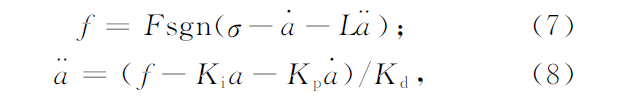 f = Fsgn(σ − ȧ − Lä); (7)
ä = (f − Kᵢa − Kₚȧ)/K_d, (8)